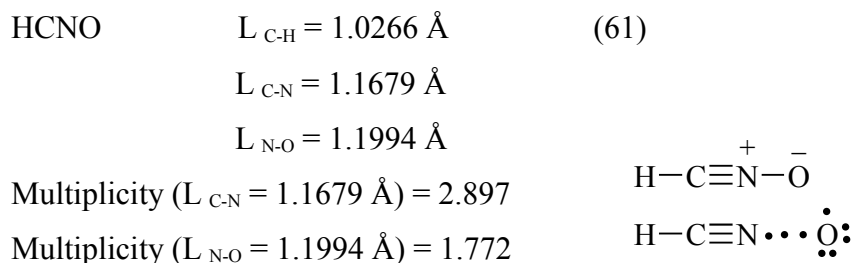 HCNO L C-H = 1.0266 Å (61)
L C-N = 1.1679 Å
L N-O = 1.1994 Å
Multiplicity (L C-N = 1.1679 Å) = 2.897
H−C≡N⁺−O⁻
Multiplicity (L N-O = 1.1994 Å) = 1.772
H−C≡N•••O